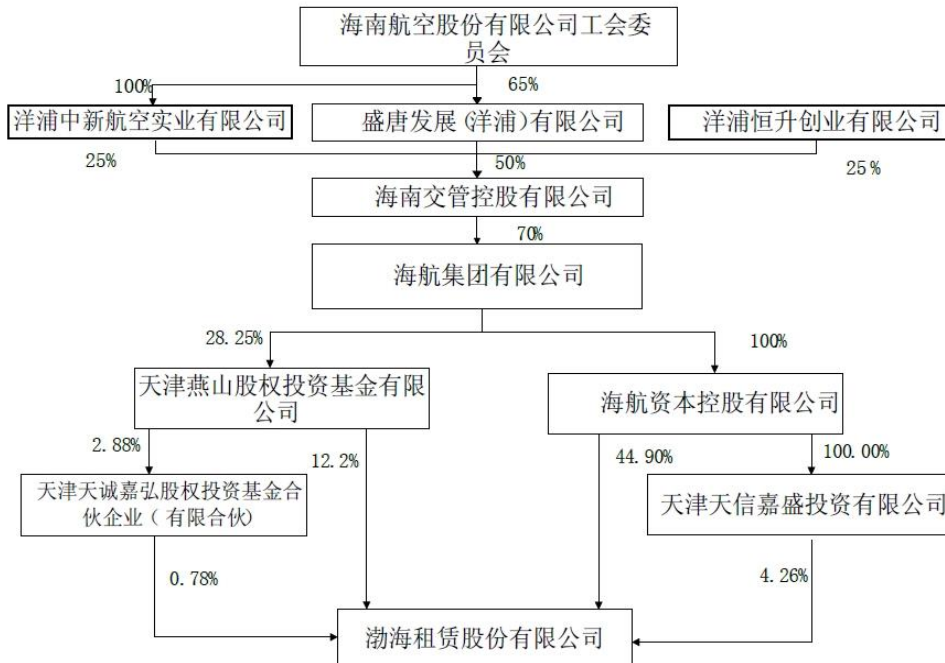 海南航空股份有限公司工会委
员会
100%
65%
洋浦中新航空实业有限公司
盛唐发展(洋浦)有限公司
洋浦恒升创业有限公司
25%
50%
25%
海南交管控股有限公司
70%
海航集团有限公司
28.25%
100%
天津燕山股权投资基金有限
公司
海航资本控股有限公司
2.88%
12.2%
44.90%
100.00%
天津天诚嘉弘股权投资基金合
伙企业（有限合伙)
天津天信嘉盛投资有限公司
0.78%
4.26%
渤海租赁股份有限公司